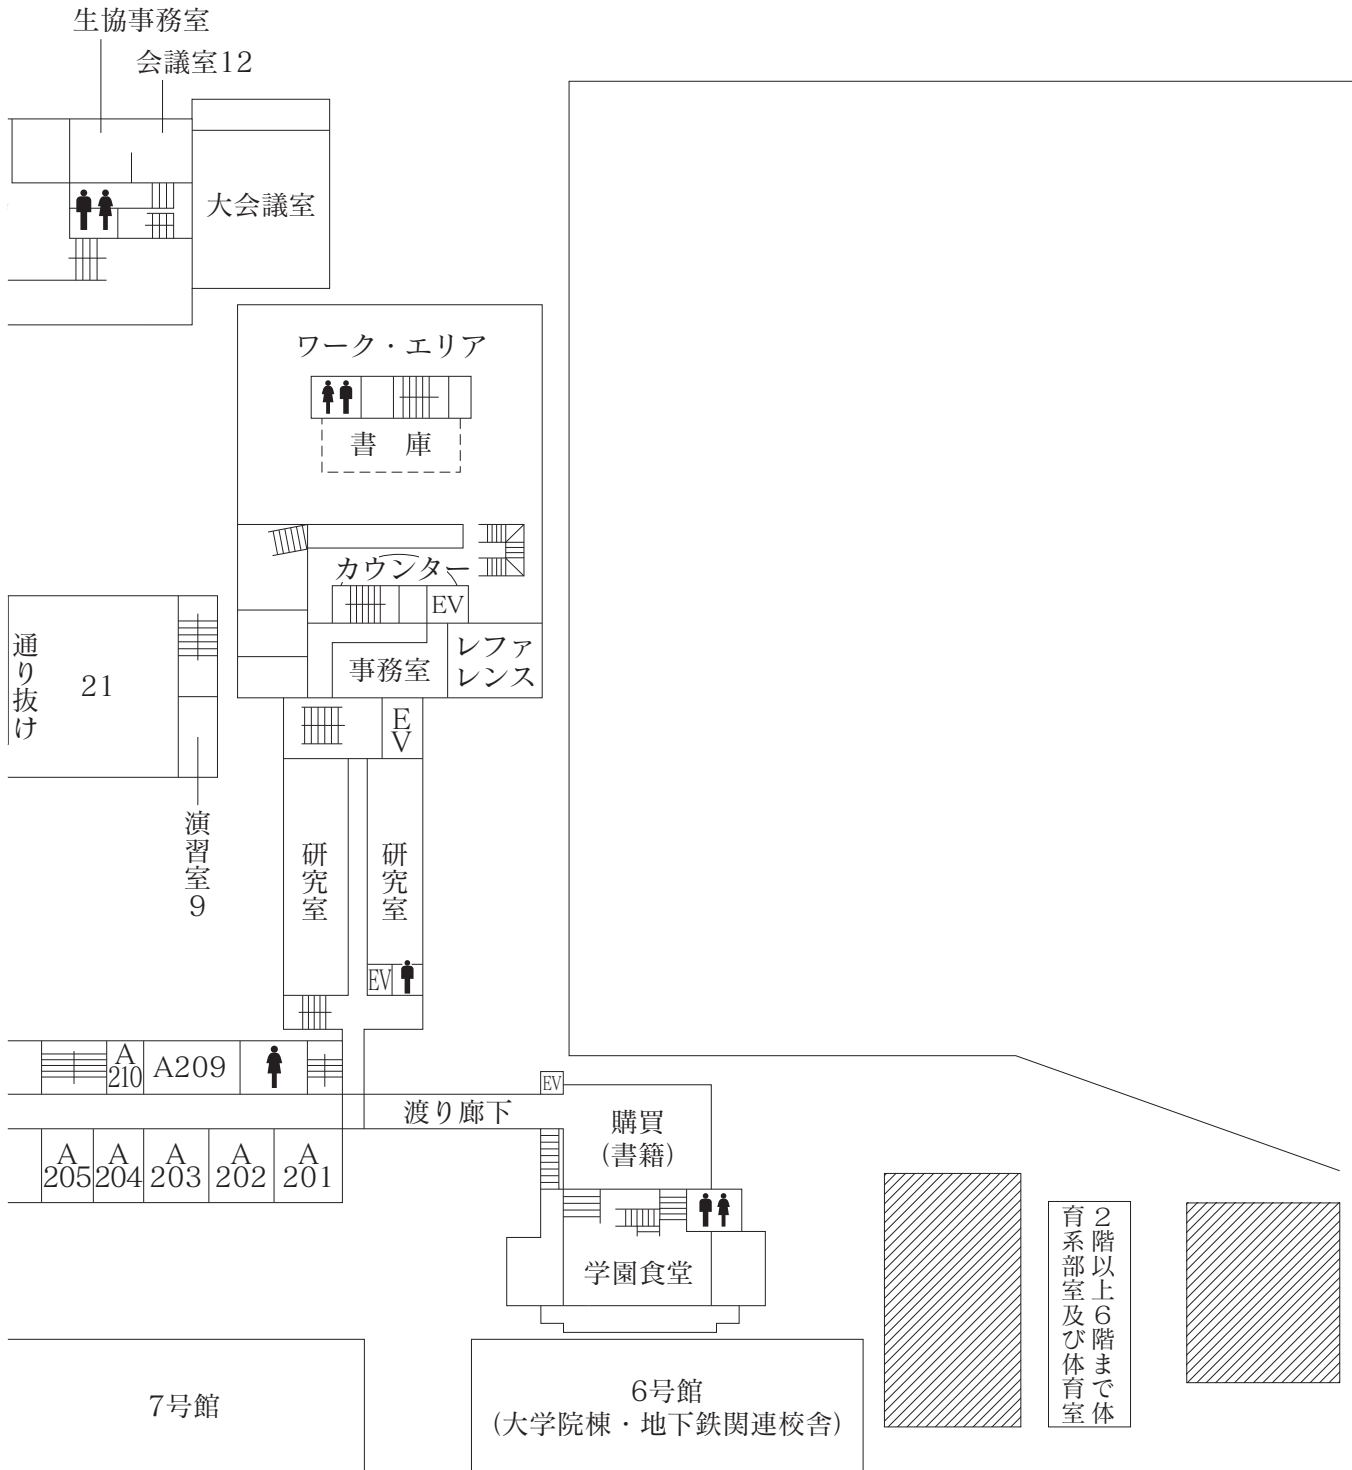 生協事務室
会議室12
大会議室
ワーク・エリア
書 庫
カウンター
EV
レファ
レンス
事務室
通り抜け
21
EV
演習室9
研究室
研究室
EV
A
210
A209
EV
渡り廊下
購買
(書籍)
A
205
A
204
A
203
A
202
A
201
学園食堂
2階以上6階まで体
育系部室及び体育室
7号館
6号館
(大学院棟・地下鉄関連校舎)